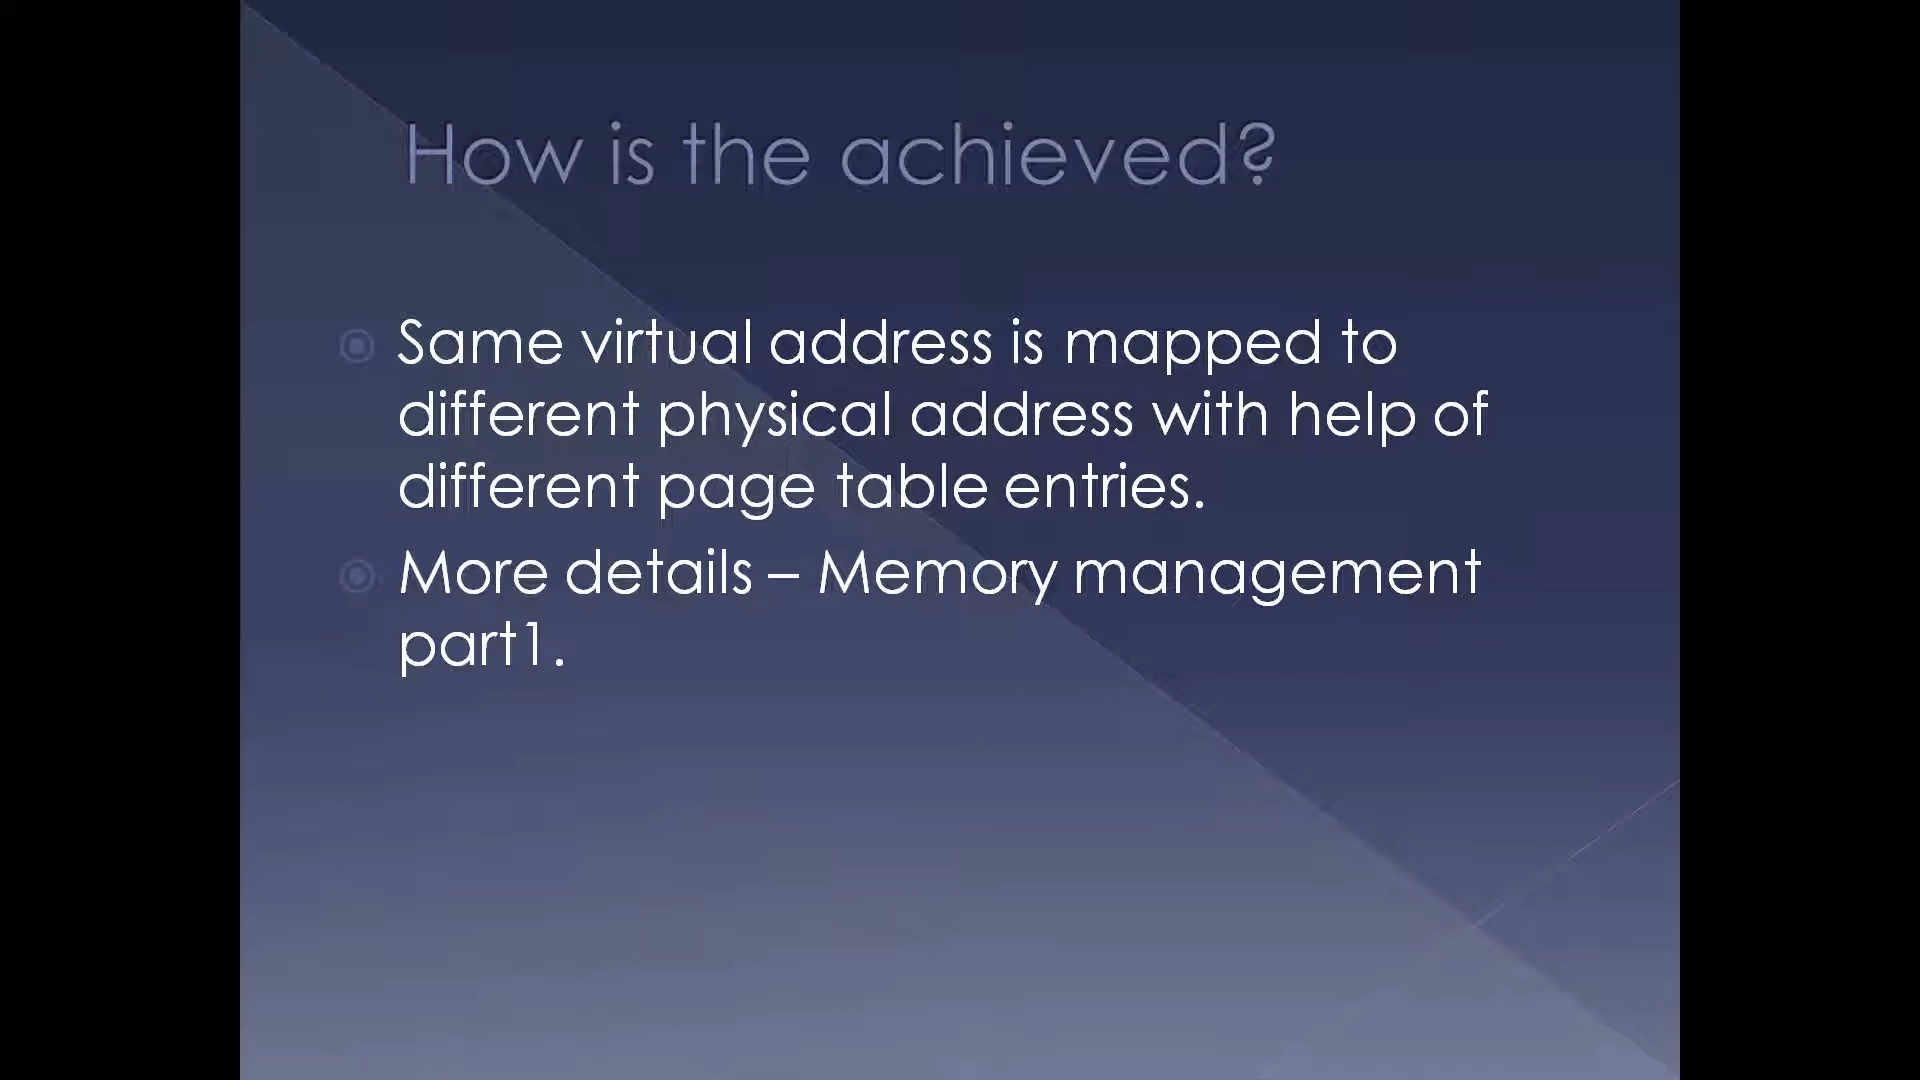 How is the achieved?
Same virtual address is mapped to
different physical address with help of
different page table entries.
More details – Memory management
part1.